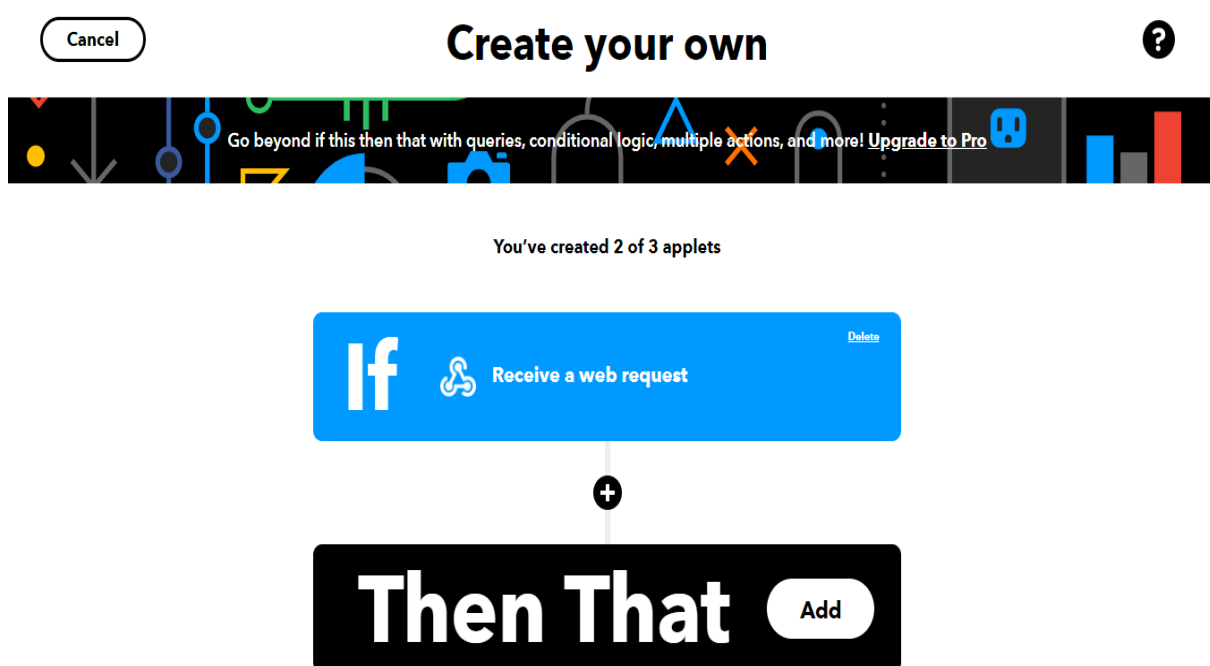 Cancel
Create your own
?
Go beyond if this then that with queries, conditional logic, multiple actions, and more! Upgrade to Pro
You've created 2 of 3 applets
If
Receive a web request
Delete
+
Then That
Add